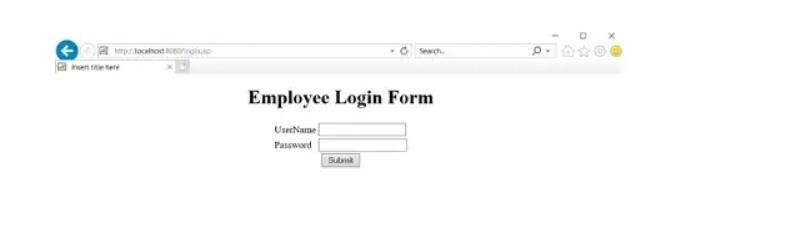 http://localhost:8080/login.jsp
Search...
Insert title here
Employee Login Form
UserName
Password
Submit